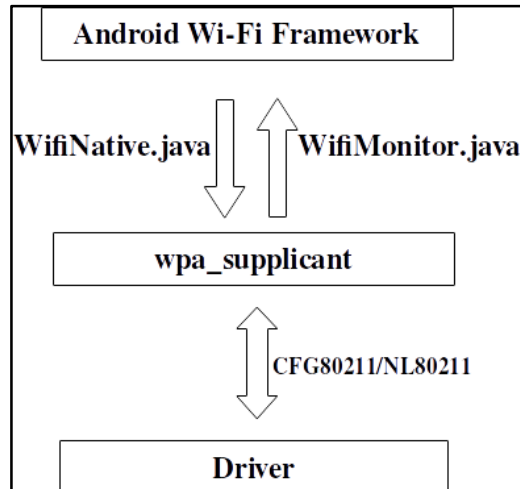 Android Wi-Fi Framework
WifiNative.java WifiMonitor.java
wpa_supplicant
CFG80211/NL80211
Driver